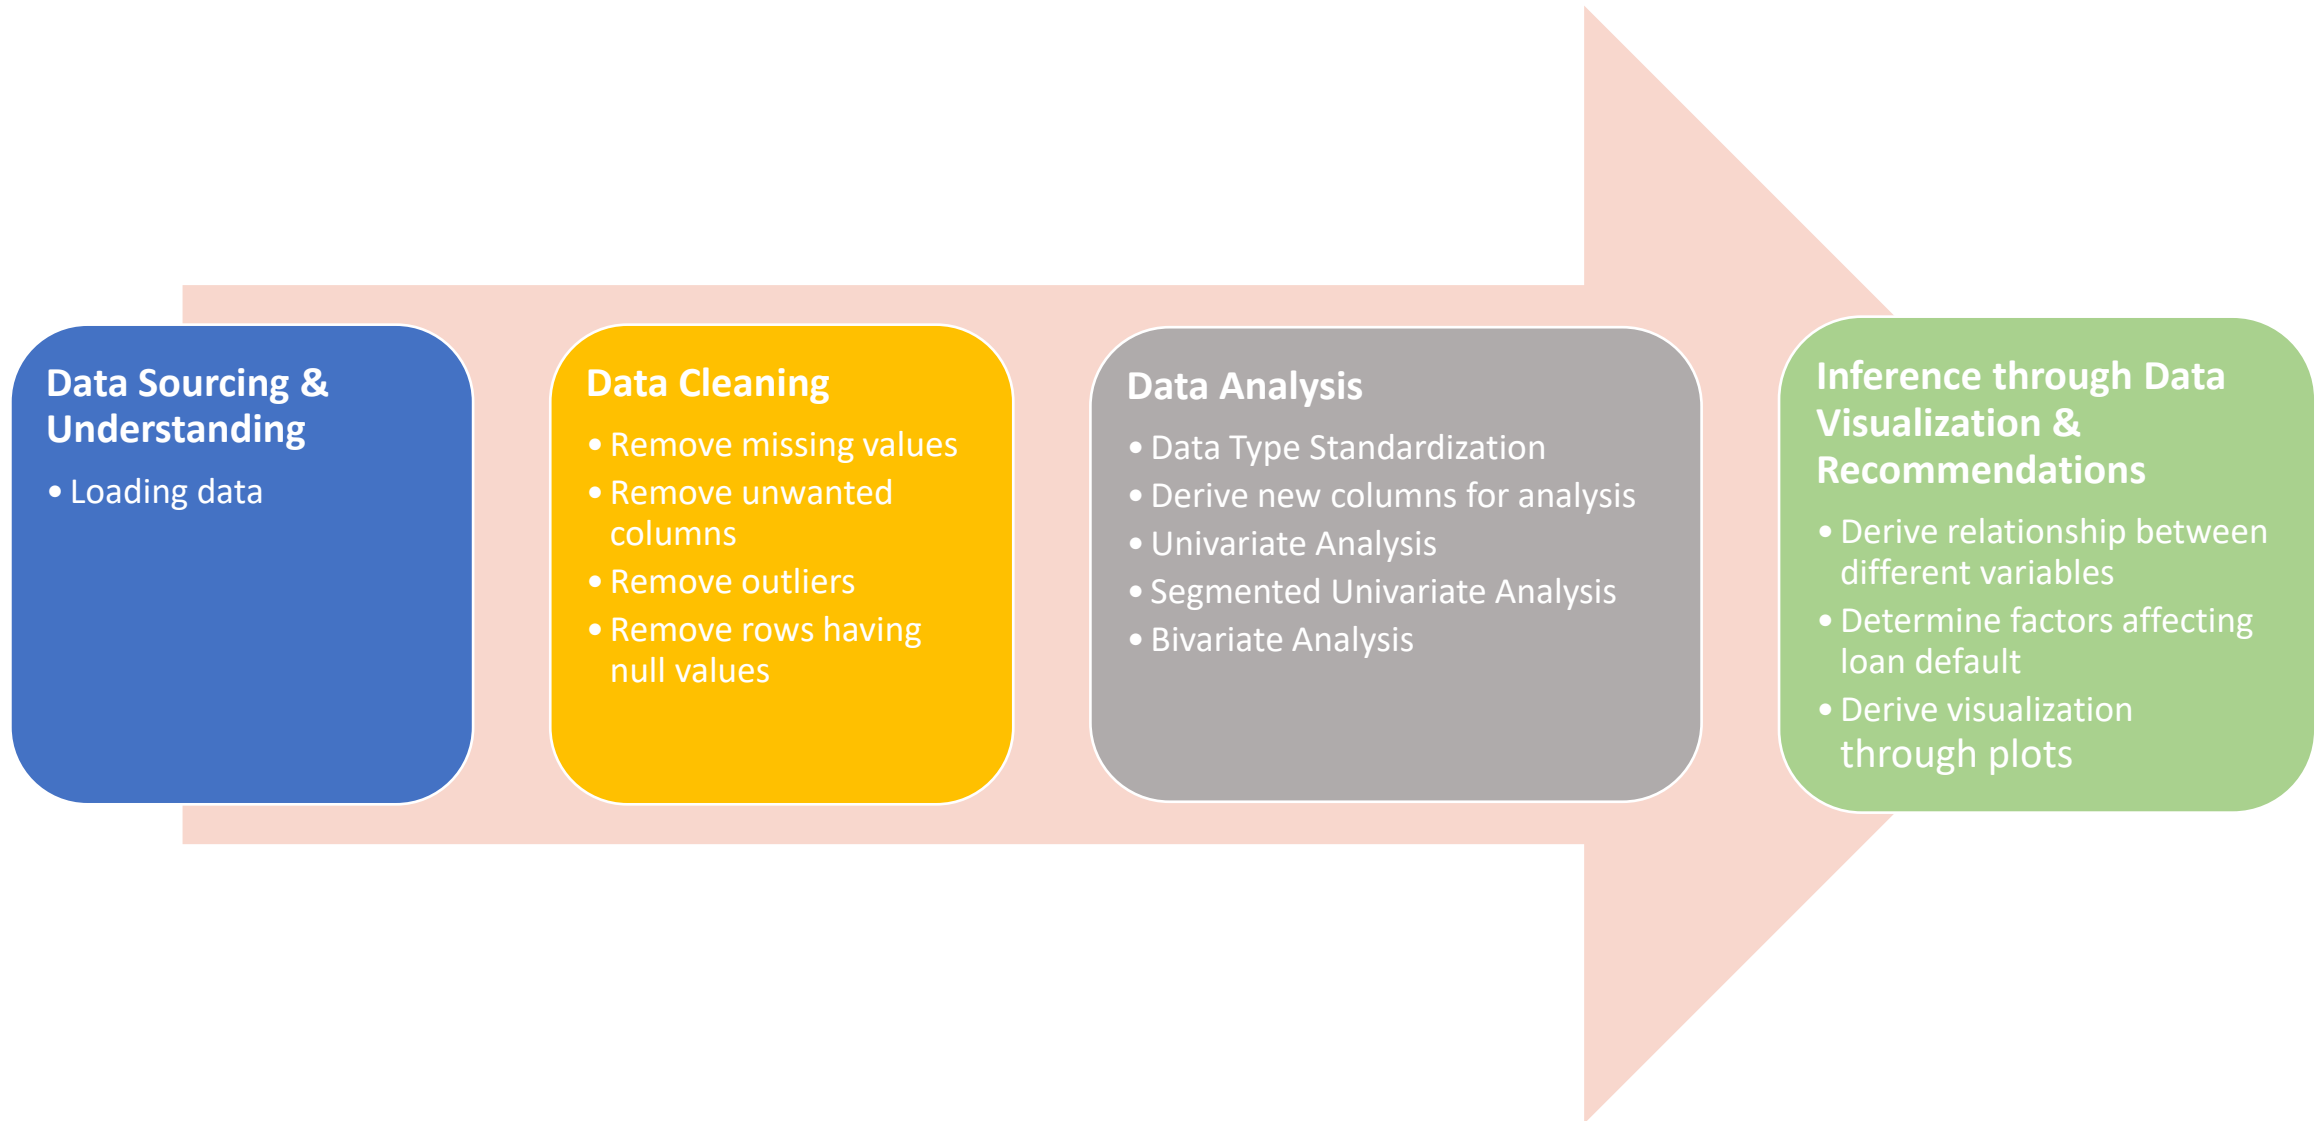 Data Sourcing &
Understanding
• Loading data
Data Cleaning
• Remove missing values
• Remove unwanted
columns
• Remove outliers
• Remove rows having
null values
Data Analysis
• Data Type Standardization
• Derive new columns for analysis
• Univariate Analysis
• Segmented Univariate Analysis
• Bivariate Analysis
Inference through Data
Visualization &
Recommendations
• Derive relationship between
different variables
• Determine factors affecting
loan default
• Derive visualization
through plots